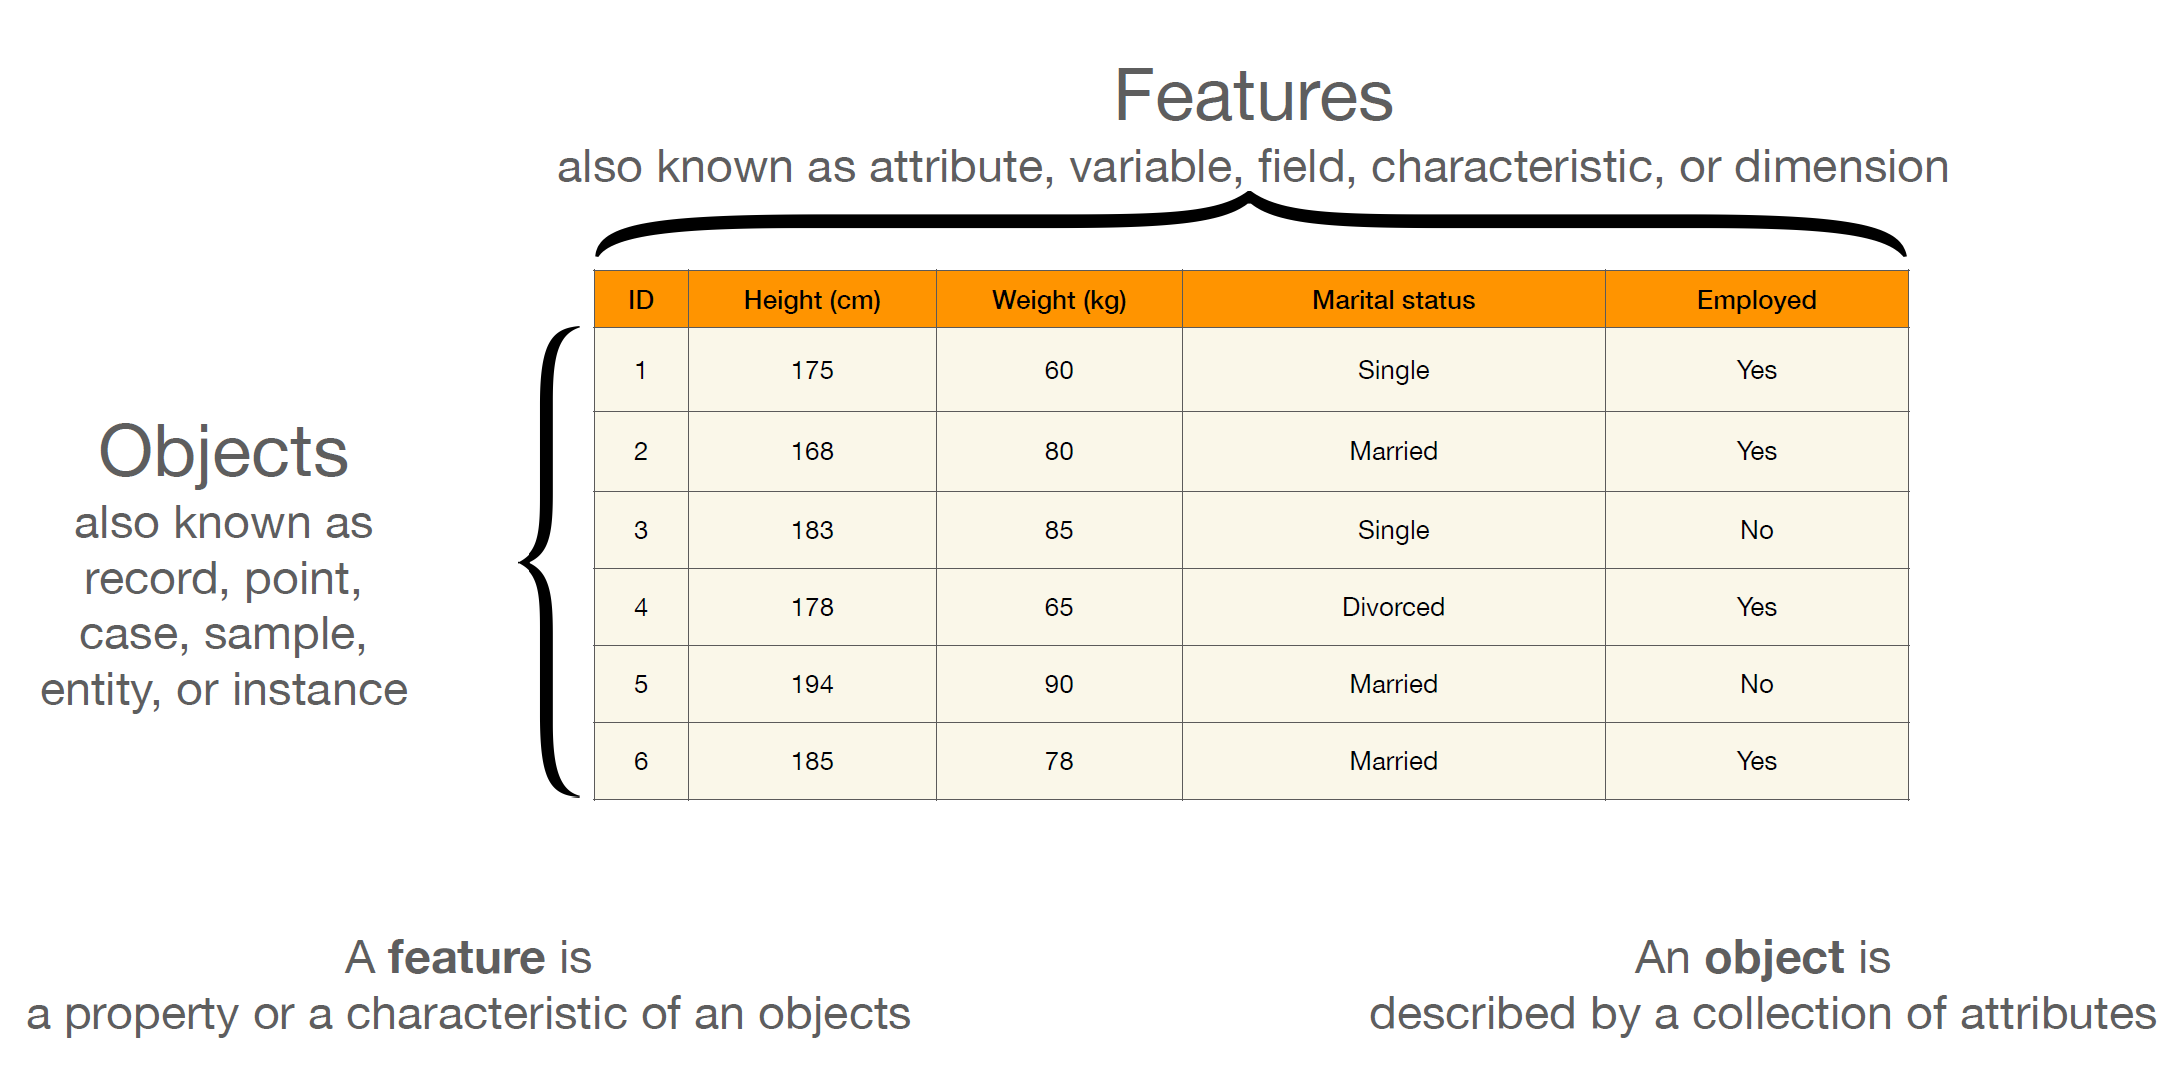 Features
also known as attribute, variable, field, characteristic, or dimension
ID Height (cm) Weight (kg) Marital status Employed
1 175 60 Single Yes
2 168 80 Married Yes
3 183 85 Single No
4 178 65 Divorced Yes
5 194 90 Married No
6 185 78 Married Yes
Objects
also known as
record, point,
case, sample,
entity, or instance
A feature is
a property or a characteristic of an objects
An object is
described by a collection of attributes